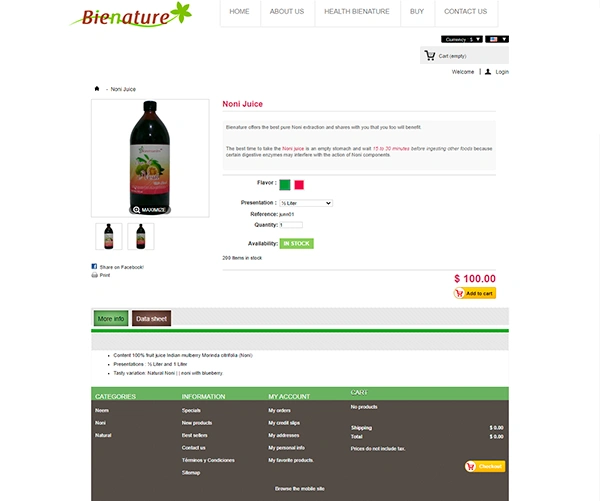 Bienature
HOME ABOUT US HEALTH BIENATURE BUY CONTACT US
Currency $
Cart (empty)
Welcome Login
Noni Juice
Noni Juice
Bienature offers the best pure Noni extraction and shares with you that you too will benefit.
The best time to take the Noni juice is an empty stomach and wait 15 to 30 minutes before ingesting other foods because
certain digestive enzymes may interfere with the action of Noni components
Flavor :
Presentation : ½ Liter
Reference:
Quantity: 1
MAXIMIZE
Availability: IN STOCK
200 items in stock
Share on Facebook!
Print
$ 100.00
Add to cart
More info Data sheet
Content 100% fruit juice Indian mulberry Morinda citrifolia (Noni)
Presentations : ½ Liter and 1 Liter
Tasty variation: Natural Noni | noni with blueberry
CATEGORIES INFORMATION MY ACCOUNT CART
Neem Specials My orders No products
Noni New products My credit slips
Natural Best sellers My addresses Shipping $ 0.00
Contact us My personal info Total $ 0.00
Términos y Condiciones My favorite products Prices do not include tax.
Sitemap
Checkout
Browse the mobile site